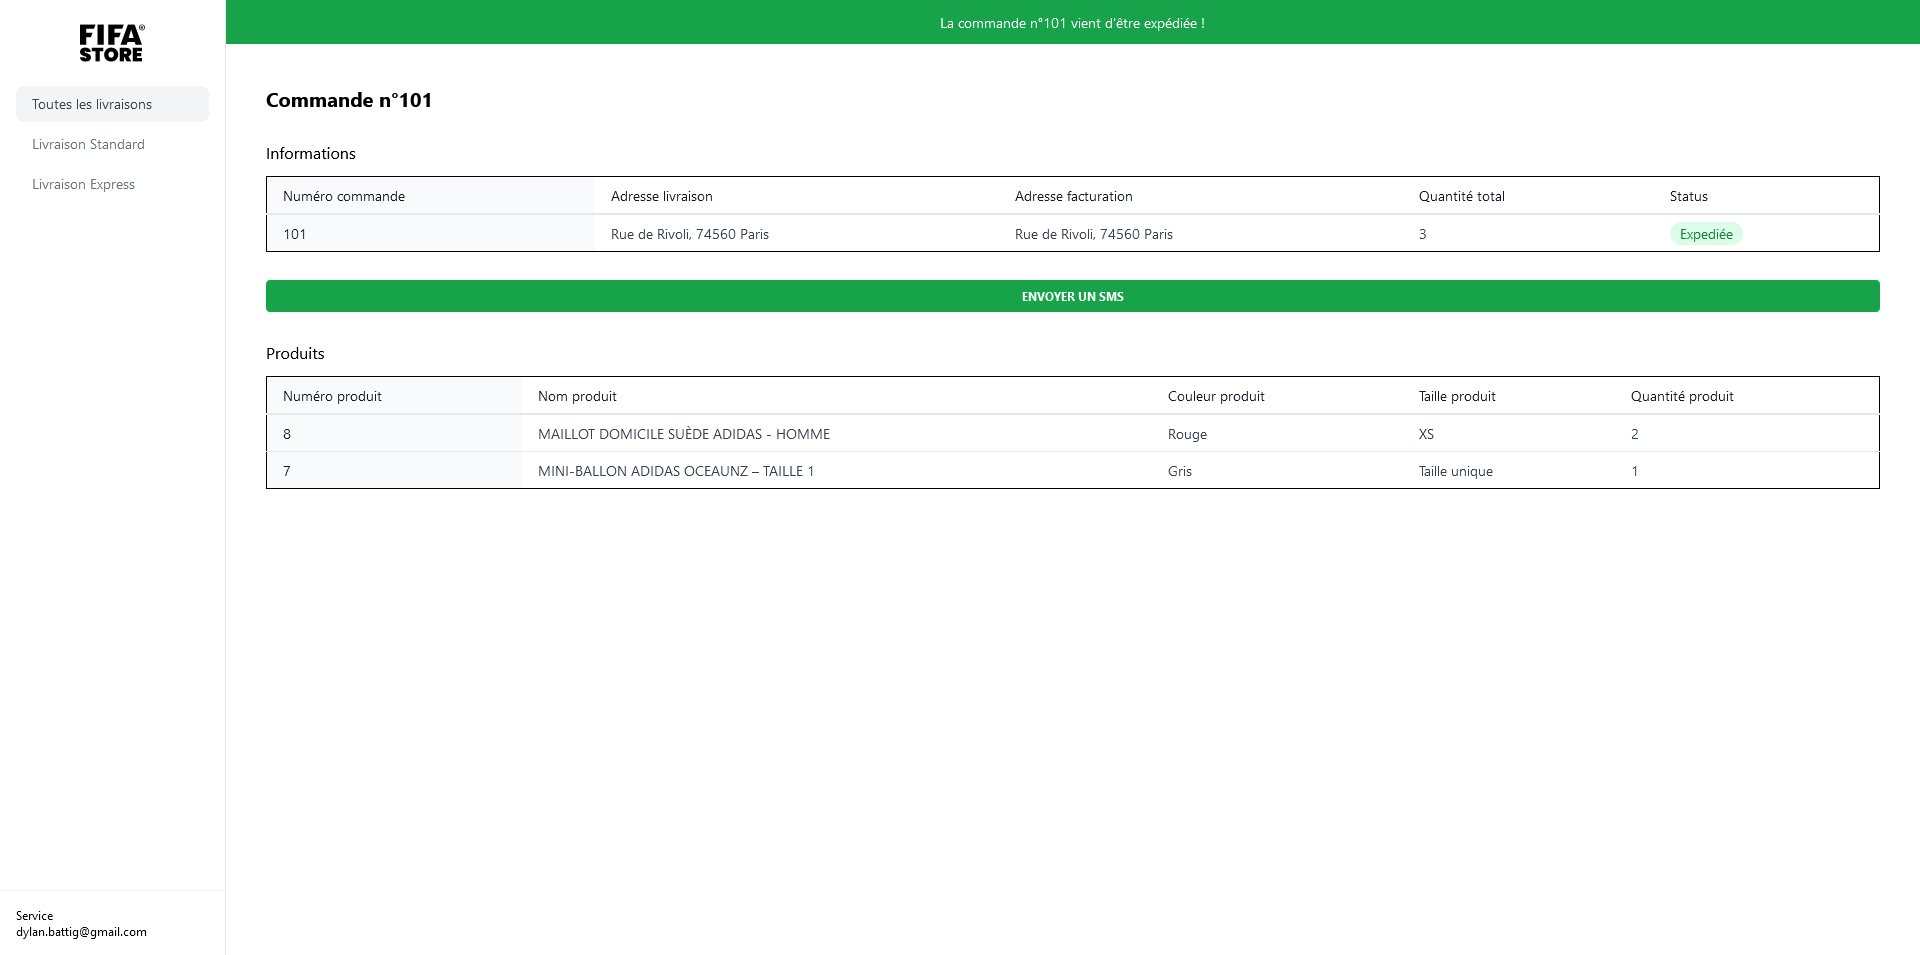 FIFA®
STORE
Toutes les livraisons
Livraison Standard
Livraison Express
Service
dylan.battig@gmail.com
La commande n°101 vient d'être expédiée !
Commande n°101
Informations
Numéro commande Adresse livraison Adresse facturation Quantité total Status
101 Rue de Rivoli, 74560 Paris Rue de Rivoli, 74560 Paris 3 Expediée
ENVOYER UN SMS
Produits
Numéro produit Nom produit Couleur produit Taille produit Quantité produit
8 MAILLOT DOMICILE SUÈDE ADIDAS - HOMME Rouge XS 2
7 MINI-BALLON ADIDAS OCEAUNZ – TAILLE 1 Gris Taille unique 1